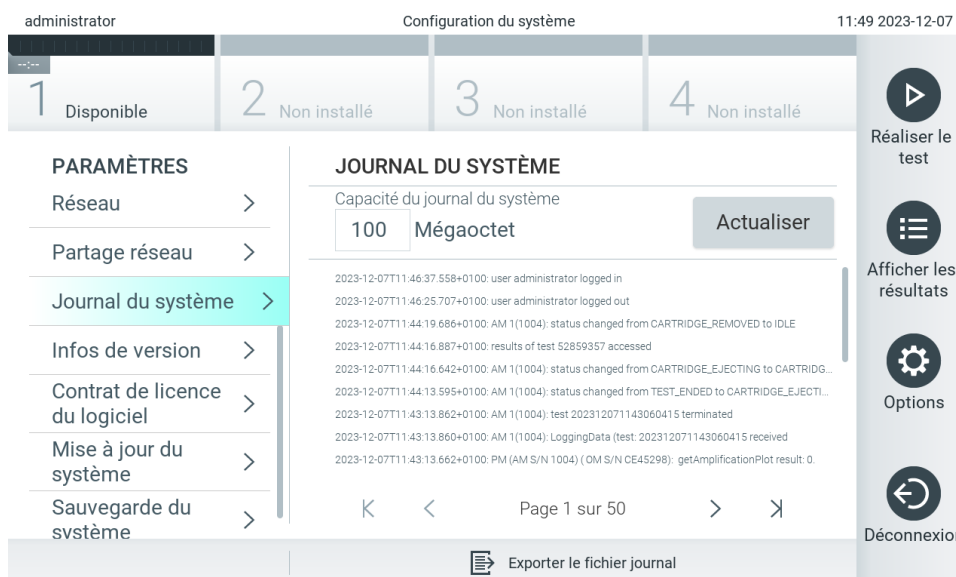 administrator
Configuration du système
11:49 2023-12-07
--:--
1 Disponible
2 Non installé
3 Non installé
4 Non installé
PARAMÈTRES
Réseau
Partage réseau
Journal du système
Infos de version
Contrat de licence
du logiciel
Mise à jour du
système
Sauvegarde du
système
JOURNAL DU SYSTÈME
Capacité du journal du système
100 Mégaoctet
Actualiser
2023-12-07T11:46:37.558+0100: user administrator logged in
2023-12-07T11:46:25.707+0100: user administrator logged out
2023-12-07T11:44:19.686+0100: AM 1(1004): status changed from CARTRIDGE_REMOVED to IDLE
2023-12-07T11:44:16.887+0100: results of test 52859357 accessed
2023-12-07T11:44:16.642+0100: AM 1(1004): status changed from CARTRIDGE_EJECTING to CARTRIDG...
2023-12-07T11:44:13.595+0100: AM 1(1004): status changed from TEST_ENDED to CARTRIDGE_EJECTI...
2023-12-07T11:43:13.862+0100: AM 1(1004): test 202312071143060415 terminated
2023-12-07T11:43:13.860+0100: AM 1(1004): LoggingData (test: 202312071143060415 received
2023-12-07T11:43:13.662+0100: PM (AM S/N 1004) ( OM S/N CE45298): getAmplificationPlot result: 0.
Page 1 sur 50
Exporter le fichier journal
Réaliser le
test
Afficher les
résultats
Options
Déconnexion